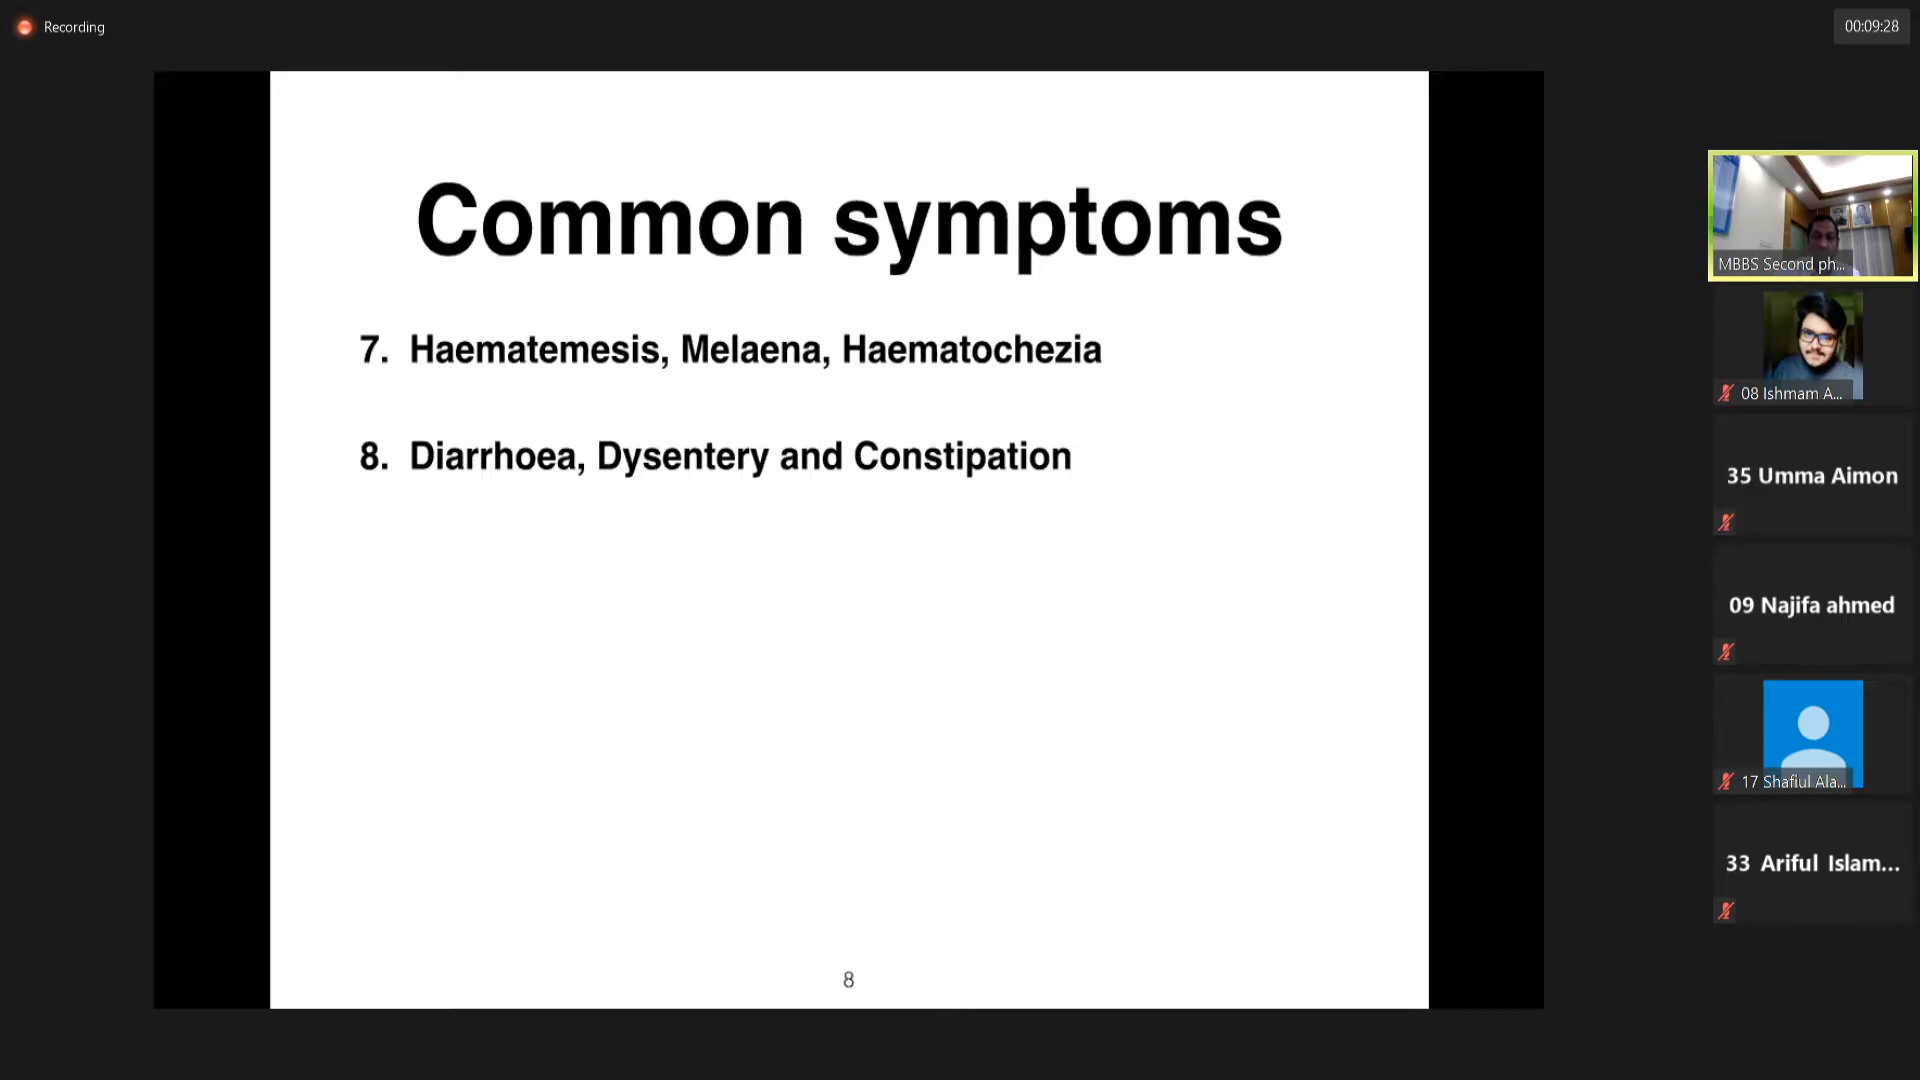 Recording
00:09:28
Common symptoms
7. Haematemesis, Melaena, Haematochezia
8. Diarrhoea, Dysentery and Constipation
8
MBBS Second ph...
08 Ishmam A...
35 Umma Aimon
09 Najifa ahmed
17 Shafiul Ala...
33 Ariful Islam...